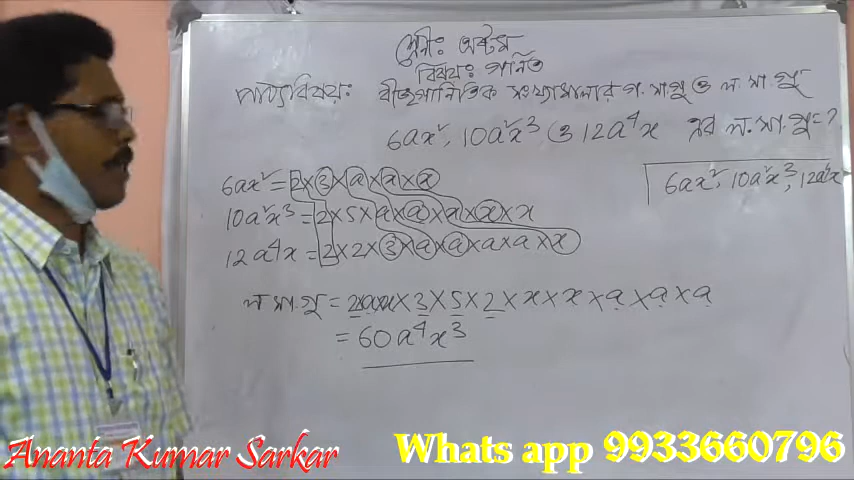 শ্রেণীঃ অষ্টম
বিষয়ঃ গনিত
পাঠ্যবিষয়ঃ বীজগানিতিক সংখ্যামালার গ. সা.গু ও ল. সা. গু
6ax², 10a²x³ ও 12a⁴x এর ল. সা. গু = ?
6ax² = 2×3×a×x×x
10a²x³ = 2×5×a×a×x×x×x
12a⁴x = 2×2×3×a×a×a×a×x
6ax², 10a²x³, 12a⁴x
ল সা. গু = 2×a×x×3×5×2×x×x×a×a×a
= 60a⁴x³
Ananta Kumar Sarkar
Whats app 9933660796